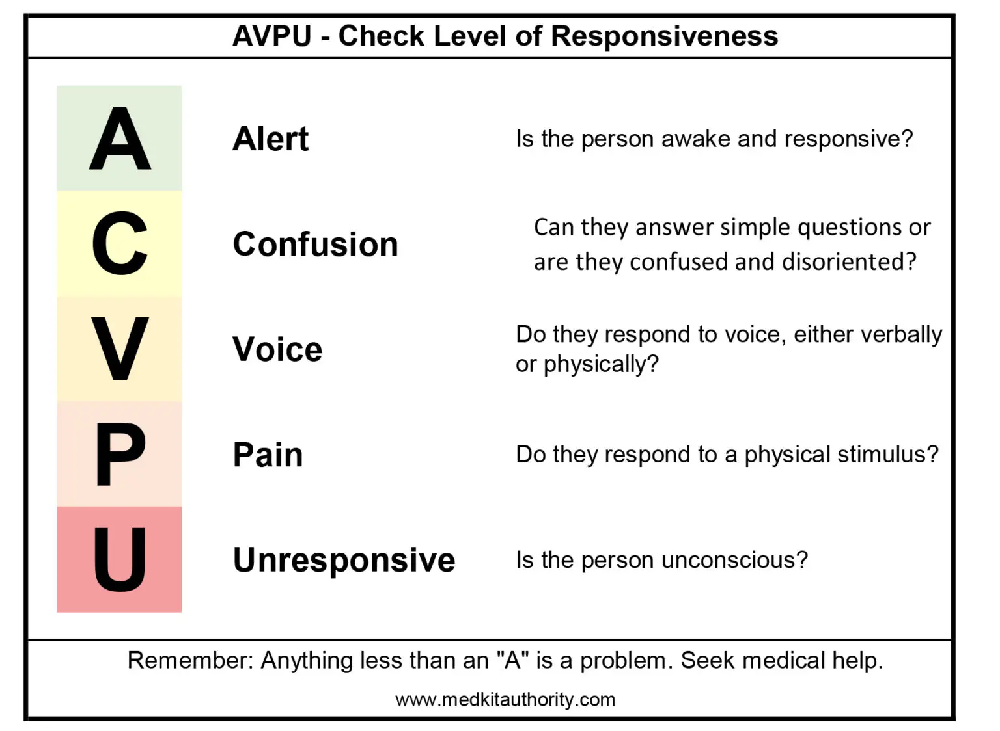 AVPU - Check Level of Responsiveness
A Alert Is the person awake and responsive?
C Confusion Can they answer simple questions or
are they confused and disoriented?
V Voice Do they respond to voice, either verbally
or physically?
P Pain Do they respond to a physical stimulus?
U Unresponsive Is the person unconscious?
Remember: Anything less than an "A" is a problem. Seek medical help.
www.medkitauthority.com